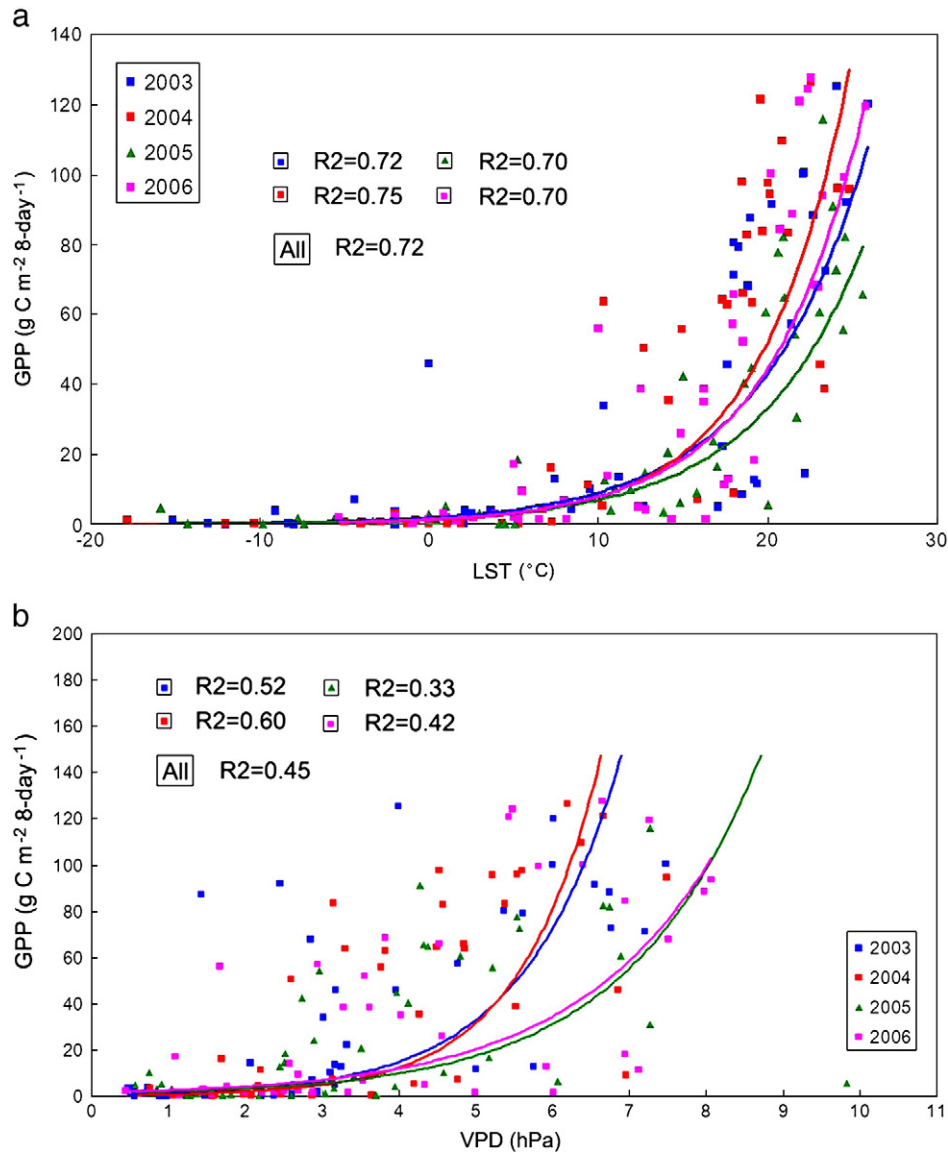 a
GPP (g C m⁻² 8-day⁻¹)
140
120
100
80
60
40
20
0
2003
2004
2005
2006
R2=0.72
R2=0.70
R2=0.75
R2=0.70
All R2=0.72
-20 -10 0 10 20 30
LST (°C)
b
GPP (g C m⁻² 8-day⁻¹)
200
180
160
140
120
100
80
60
40
20
0
R2=0.52
R2=0.33
R2=0.60
R2=0.42
All R2=0.45
2003
2004
2005
2006
0 1 2 3 4 5 6 7 8 9 10 11
VPD (hPa)